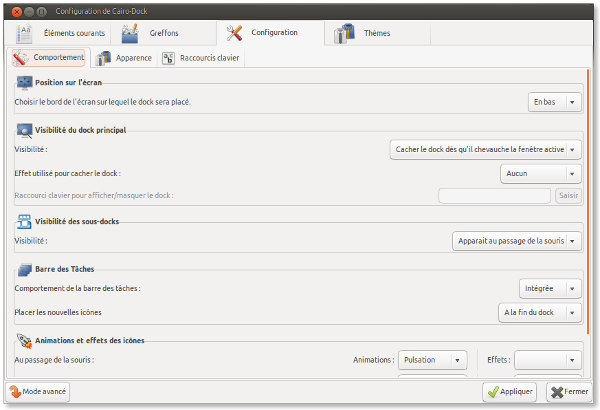 Configuration de Cairo-Dock
Éléments courants Greffons Configuration Thèmes
Comportement Apparence Raccourcis clavier
Position sur l'écran
Choisir le bord de l'écran sur lequel le dock sera placé. En bas
Visibilité du dock principal
Visibilité : Cacher le dock dès qu'il chevauche la fenêtre active
Effet utilisé pour cacher le dock : Aucun
Raccourci clavier pour afficher/masquer le dock : Saisir
Visibilité des sous-docks
Visibilité : Apparait au passage de la souris
Barre des Tâches
Comportement de la barre des tâches : Intégrée
Placer les nouvelles icônes A la fin du dock
Animations et effets des icônes
Au passage de la souris : Animations : Pulsation Effets :
Mode avancé Appliquer Fermer